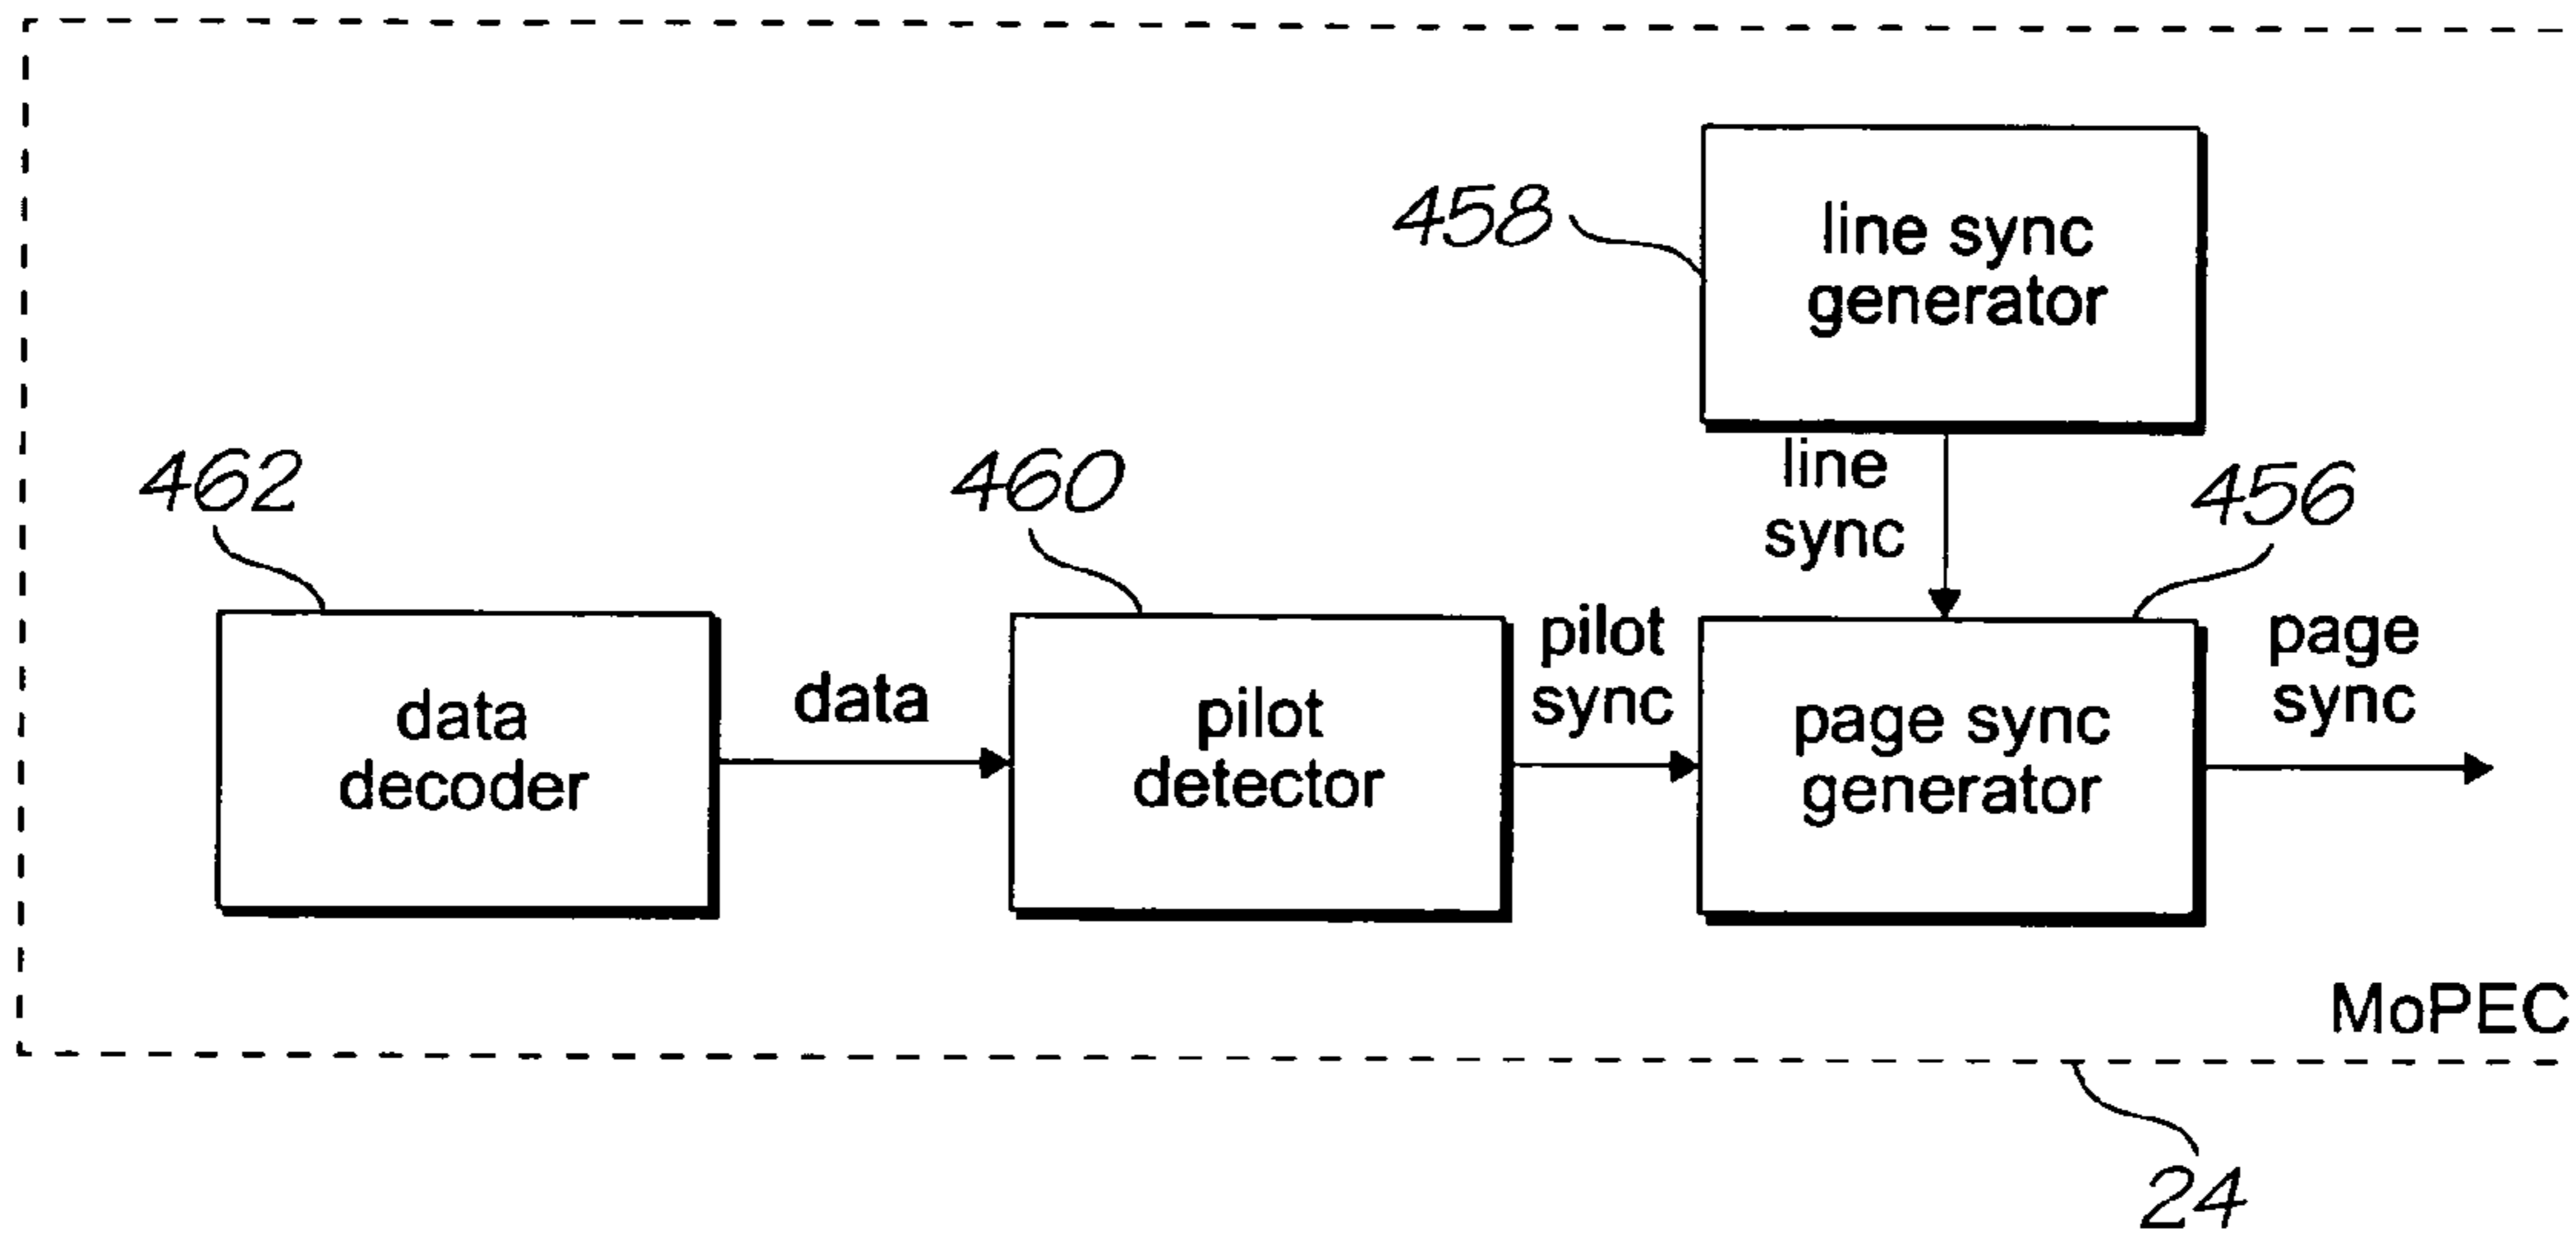 458
line sync
generator
line
sync
462
460
456
data
decoder
data
pilot
detector
pilot
sync
page sync
generator
page
sync
MoPEC
24